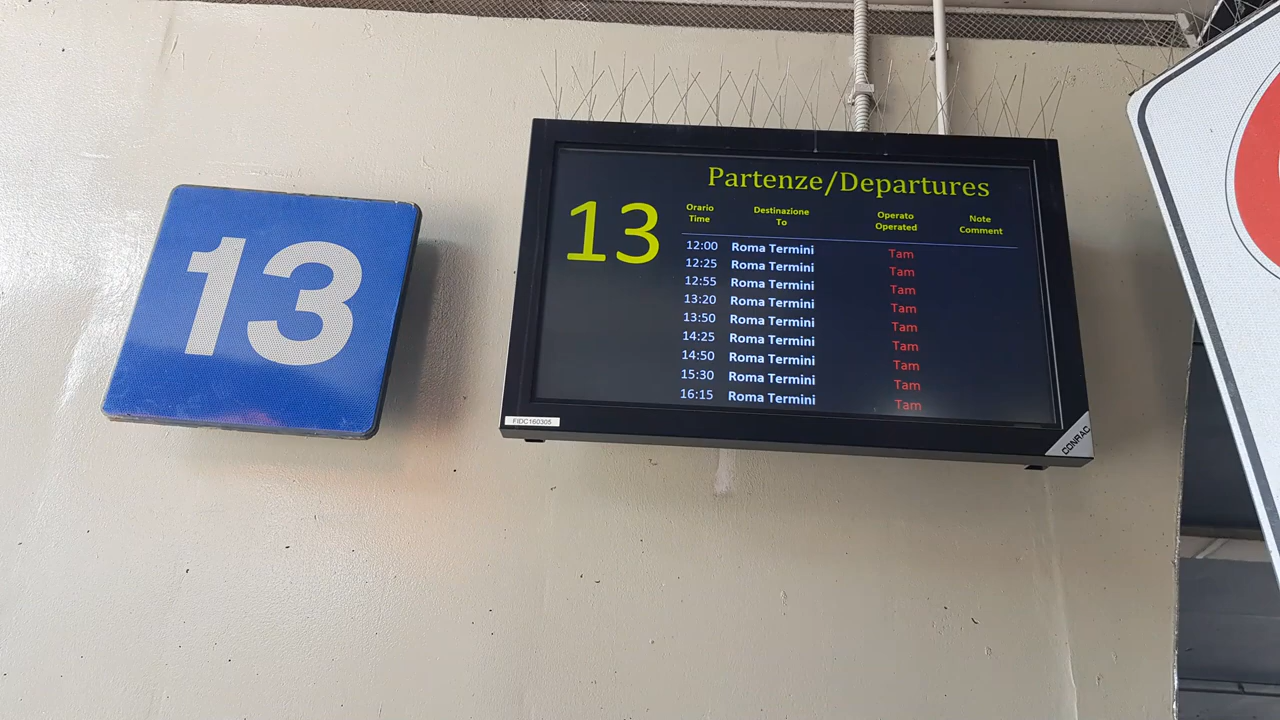 13
Partenze/Departures
13
Orario Destinazione Operato Note
Time To Operated Comment
12:00 Roma Termini Tam
12:25 Roma Termini Tam
12:55 Roma Termini Tam
13:20 Roma Termini Tam
13:50 Roma Termini Tam
14:25 Roma Termini Tam
14:50 Roma Termini Tam
15:30 Roma Termini Tam
16:15 Roma Termini Tam
FIDC160305
CONRAC